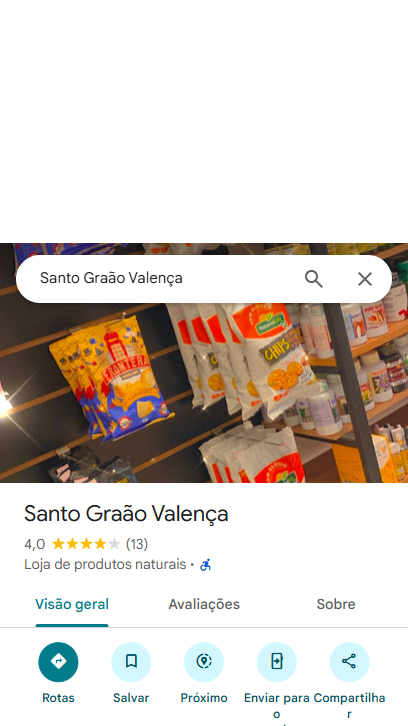 Santo Graão Valença
FRONTERA
CHIPS
Santo Graão Valença
4,0 (13)
Loja de produtos naturais ·
Visão geral Avaliações Sobre
Rotas Salvar Próximo Enviar para o Compartilhar